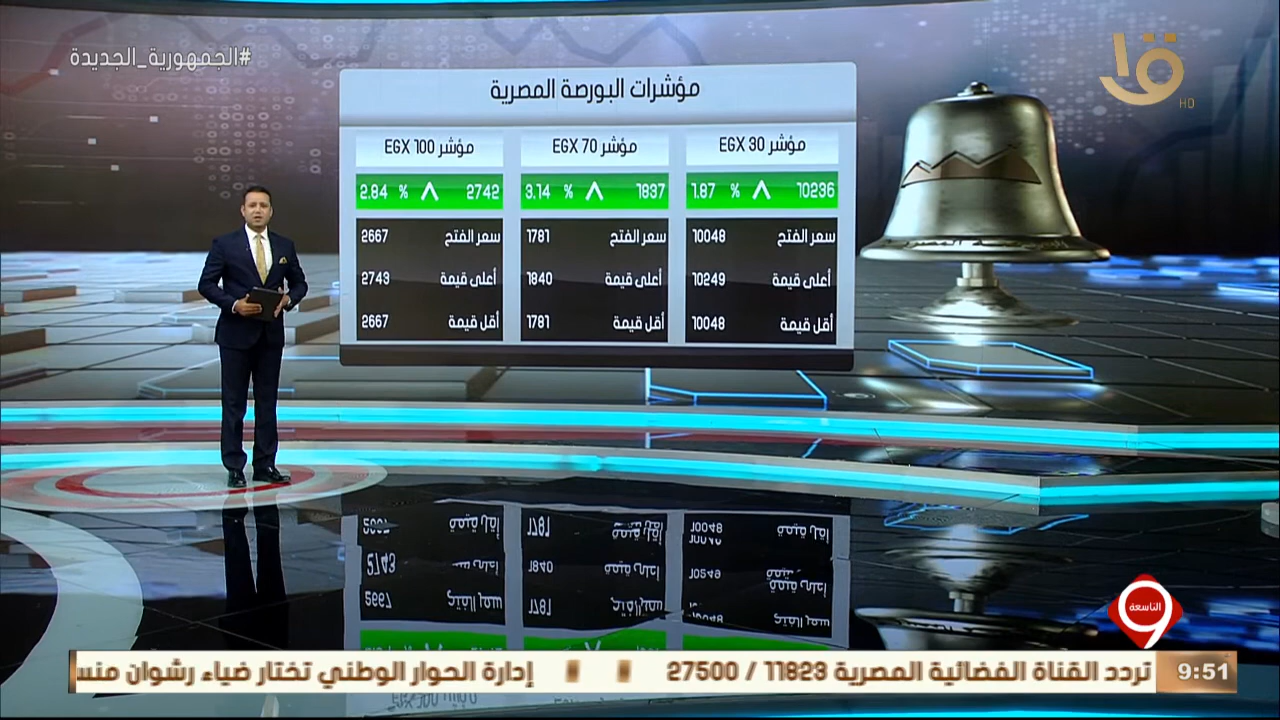 #الجمهورية_الجديدة
HD
مؤشرات البورصة المصرية
مؤشر EGX 30
10236 % 1.87
سعر الفتح 10048
أعلى قيمة 10249
أقل قيمة 10048
مؤشر EGX 70
1837 % 3.14
سعر الفتح 1781
أعلى قيمة 1840
أقل قيمة 1781
مؤشر EGX 100
2742 % 2.84
سعر الفتح 2667
أعلى قيمة 2743
أقل قيمة 2667
التاسعة
9
9:51 تردد القناة الفضائية المصرية 11823 / 27500 إدارة الحوار الوطني تختار ضياء رشوان منس